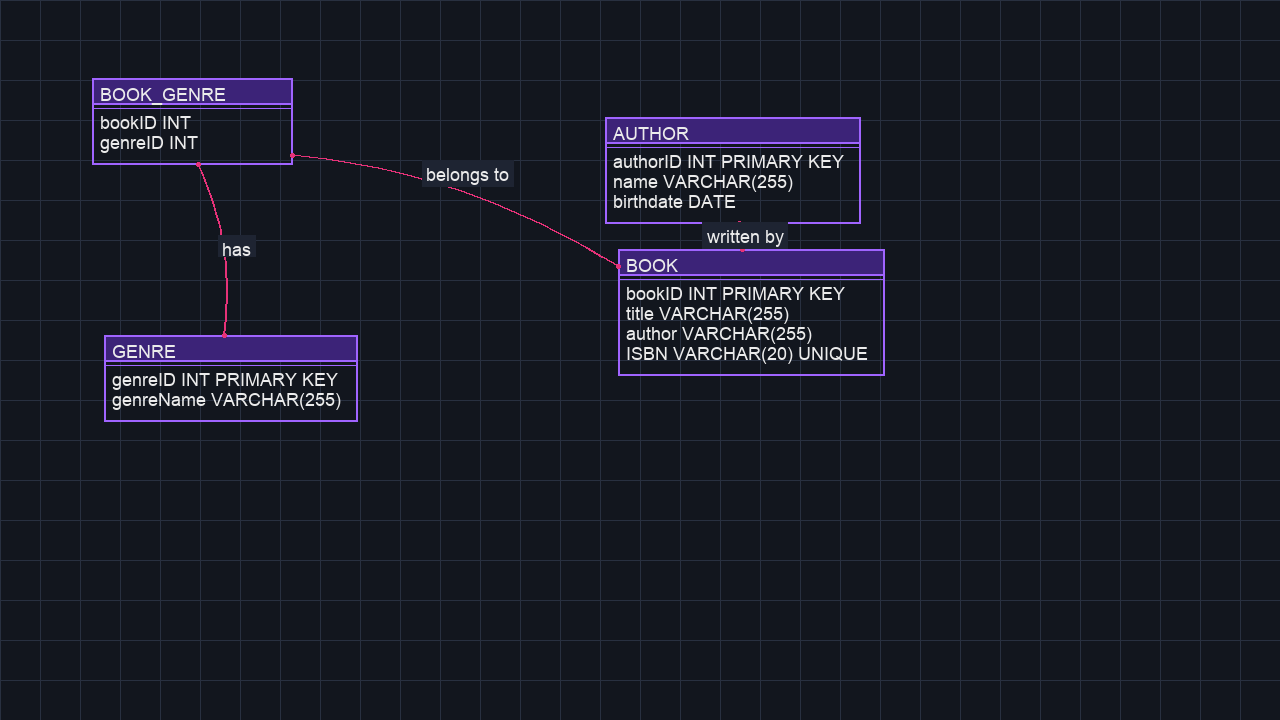 BOOK_GENRE
bookID INT
genreID INT
belongs to
has
GENRE
genreID INT PRIMARY KEY
genreName VARCHAR(255)
AUTHOR
authorID INT PRIMARY KEY
name VARCHAR(255)
birthdate DATE
written by
BOOK
bookID INT PRIMARY KEY
title VARCHAR(255)
author VARCHAR(255)
ISBN VARCHAR(20) UNIQUE